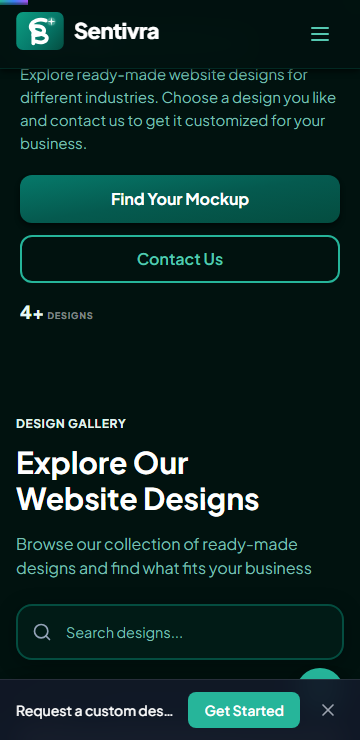 Sentivra
Explore ready-made website designs for
different industries. Choose a design you like
and contact us to get it customized for your
business.
Find Your Mockup
Contact Us
4+ DESIGNS
DESIGN GALLERY
Explore Our
Website Designs
Browse our collection of ready-made
designs and find what fits your business
Search designs...
Request a custom des...
Get Started